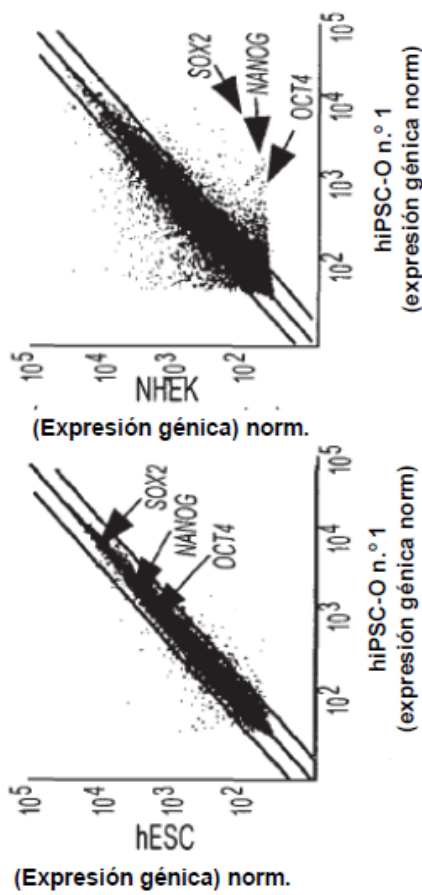 10⁵
10⁴
10³
10²
NHEK
SOX2
NANOG
OCT4
10²
10³
10⁴
10⁵
hiPSC-O n.º 1
(expresión génica norm)
(Expresión génica) norm.
10⁵
10⁴
10³
10²
hESC
SOX2
NANOG
OCT4
10²
10³
10⁴
10⁵
hiPSC-O n.º 1
(expresión génica norm)
(Expresión génica) norm.